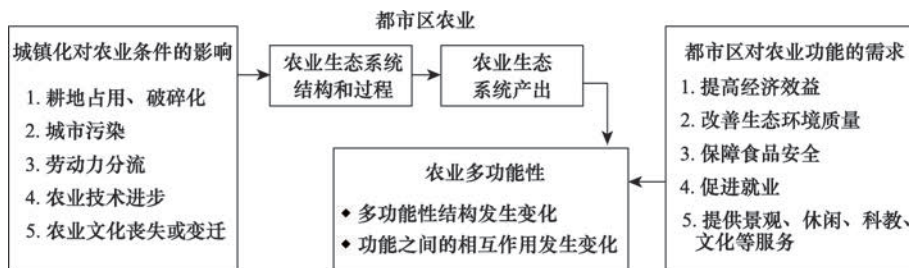 都市区农业
城镇化对农业条件的影响
1. 耕地占用、破碎化
2. 城市污染
3. 劳动力分流
4. 农业技术进步
5. 农业文化丧失或变迁
农业生态系统
结构和过程
农业生态
系统产出
农业多功能性
◆ 多功能性结构发生变化
◆ 功能之间的相互作用发生变化
都市区对农业功能的需求
1. 提高经济效益
2. 改善生态环境质量
3. 保障食品安全
4. 促进就业
5. 提供景观、休闲、科教、
文化等服务